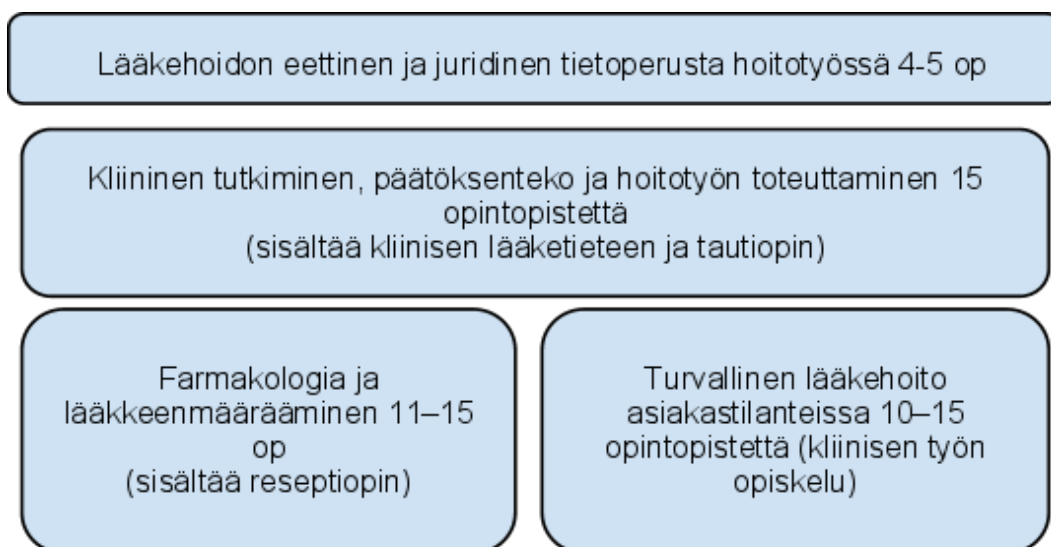 Lääkehoidon eettinen ja juridinen tietoperusta hoitotyössä 4-5 op
Kliininen tutkiminen, päätöksenteko ja hoitotyön toteuttaminen 15
opintopistettä
(sisältää kliinisen lääketieteen ja tautiopin)
Farmakologia ja
lääkkeenmäärääminen 11–15
op
(sisältää reseptiopin)
Turvallinen lääkehoito
asiakastilanteissa 10–15
opintopistettä (kliinisen työn
opiskelu)